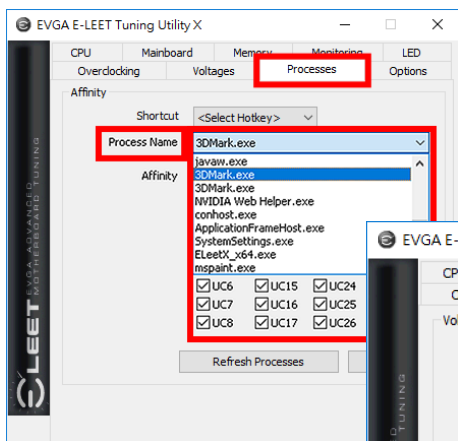 EVGA E-LEET Tuning Utility X
CPU Mainboard Memory Monitoring LED
Overclocking Voltages Processes Options
Affinity
Shortcut <Select Hotkey>
Process Name 3DMark.exe
javaw.exe
Affinity 3DMark.exe
3DMark.exe
NVIDIA Web Helper.exe
conhost.exe
ApplicationFrameHost.exe
SystemSettings.exe
ELeetX_x64.exe
mspaint.exe
UC6 UC15 UC24
UC7 UC16 UC25
UC8 UC17 UC26
Refresh Processes
ELEET EVGA ADVANCED
MOTHERBOARD TUNING
EVGA E-
CP
O
Vol
TUNING